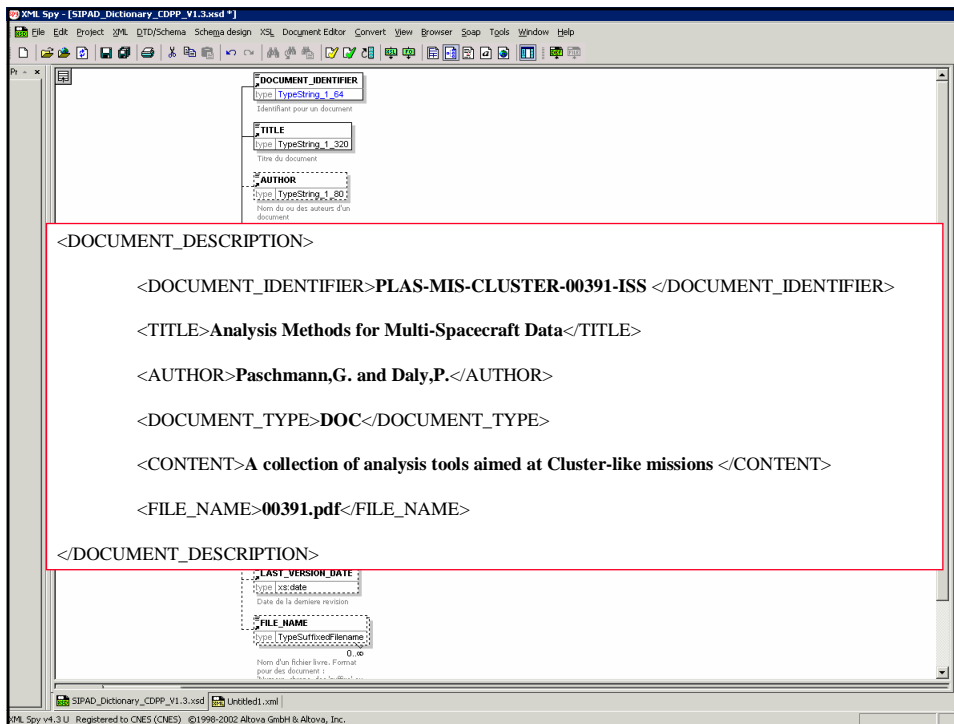 XML Spy - [SIPAD_Dictionary_CDPP_V1.3.xsd *]
File Edit Project XML DTD/Schema Schema design XSL Document Editor Convert View Browser Soap Tools Window Help
DOCUMENT_IDENTIFIER
type TypeString_1_64
Identifiant pour un document
TITLE
type TypeString_1_320
Titre du document
AUTHOR
type TypeString_1_80
Nom du ou des auteurs d'un
document
<DOCUMENT_DESCRIPTION>
<DOCUMENT_IDENTIFIER>PLAS-MIS-CLUSTER-00391-ISS </DOCUMENT_IDENTIFIER>
<TITLE>Analysis Methods for Multi-Spacecraft Data</TITLE>
<AUTHOR>Paschmann,G. and Daly,P.</AUTHOR>
<DOCUMENT_TYPE>DOC</DOCUMENT_TYPE>
<CONTENT>A collection of analysis tools aimed at Cluster-like missions </CONTENT>
<FILE_NAME>00391.pdf</FILE_NAME>
</DOCUMENT_DESCRIPTION>
LAST_VERSION_DATE
type xs:date
Date de la derniere revision
FILE_NAME
type TypeSuffixedFilename
0..∞
Nom d'un fichier livre. Format
pour des document :
SIPAD_Dictionary_CDPP_V1.3.xsd Untitled1.xml
XML Spy v4.3 U Registered to CNES (CNES) ©1998-2002 Altova GmbH & Altova, Inc.